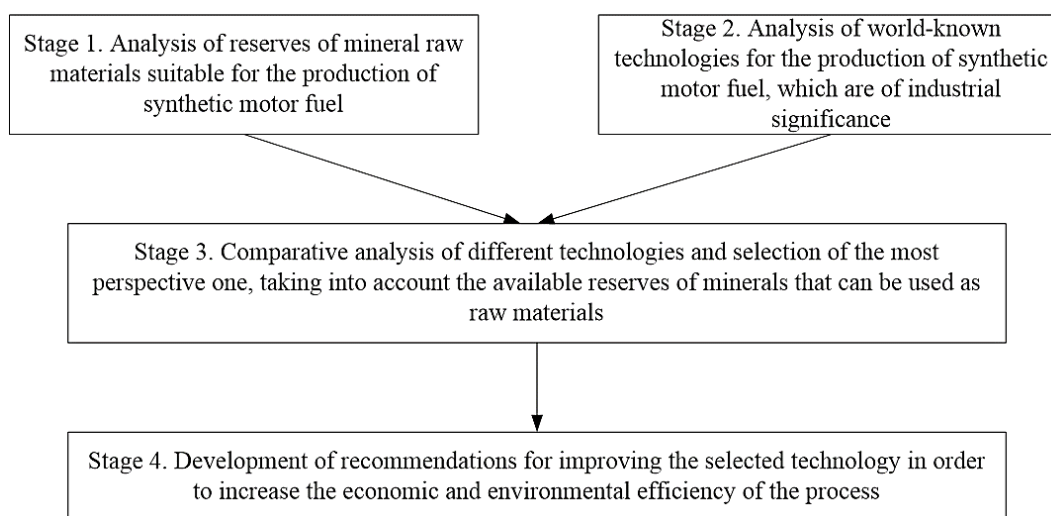 Stage 1. Analysis of reserves of mineral raw
materials suitable for the production of
synthetic motor fuel
Stage 2. Analysis of world-known
technologies for the production of synthetic
motor fuel, which are of industrial
significance
Stage 3. Comparative analysis of different technologies and selection of the most
perspective one, taking into account the available reserves of minerals that can be used as
raw materials
Stage 4. Development of recommendations for improving the selected technology in order
to increase the economic and environmental efficiency of the process